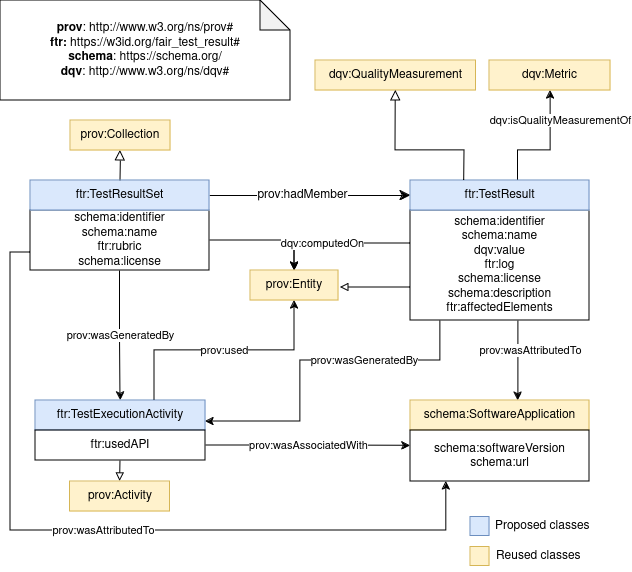 prov: http://www.w3.org/ns/prov#
ftr: https://w3id.org/fair_test_result#
schema: https://schema.org/
dqv: http://www.w3.org/ns/dqv#
dqv:QualityMeasurement
dqv:Metric
dqv:isQualityMeasurementOf
prov:Collection
ftr:TestResultSet
prov:hadMember
ftr:TestResult
schema:identifier
schema:name
ftr:rubric
schema:license
schema:identifier
schema:name
dqv:value
ftr:log
schema:license
schema:description
ftr:affectedElements
dqv:computedOn
prov:Entity
prov:wasGeneratedBy
prov:used
prov:wasGeneratedBy
prov:wasAttributedTo
ftr:TestExecutionActivity
ftr:usedAPI
prov:wasAssociatedWith
schema:SoftwareApplication
schema:softwareVersion
schema:url
prov:Activity
prov:wasAttributedTo
Proposed classes
Reused classes